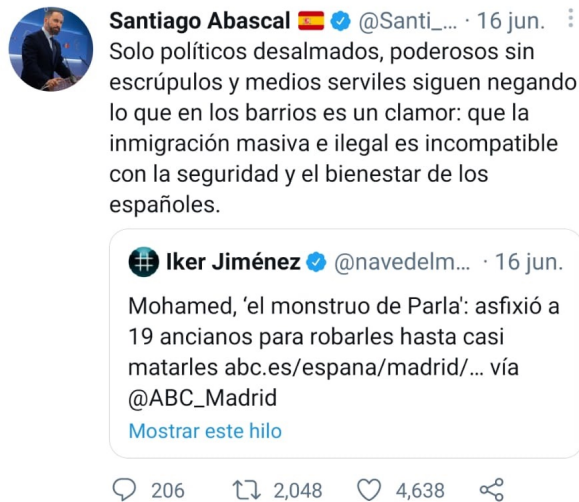 Santiago Abascal 🇪🇸 @Santi_... · 16 jun.
Solo políticos desalmados, poderosos sin
escrúpulos y medios serviles siguen negando
lo que en los barrios es un clamor: que la
inmigración masiva e ilegal es incompatible
con la seguridad y el bienestar de los
españoles.
Iker Jiménez @navedelm... · 16 jun.
Mohamed, ‘el monstruo de Parla': asfixió a
19 ancianos para robarles hasta casi
matarles abc.es/espana/madrid/... vía
@ABC_Madrid
Mostrar este hilo
206 2,048 4,638